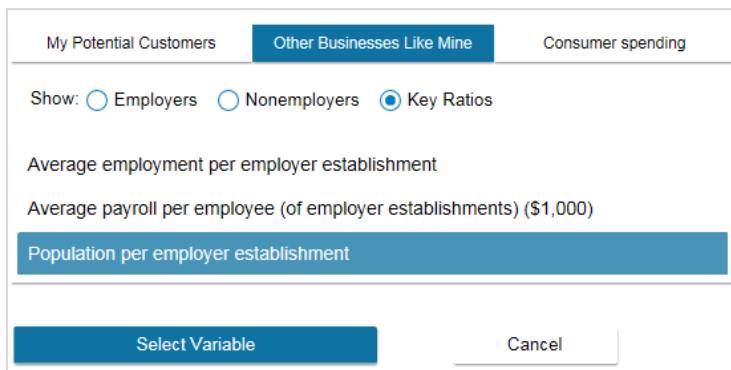 My Potential Customers Other Businesses Like Mine Consumer spending
Show: Employers Nonemployers Key Ratios
Average employment per employer establishment
Average payroll per employee (of employer establishments) ($1,000)
Population per employer establishment
Select Variable Cancel